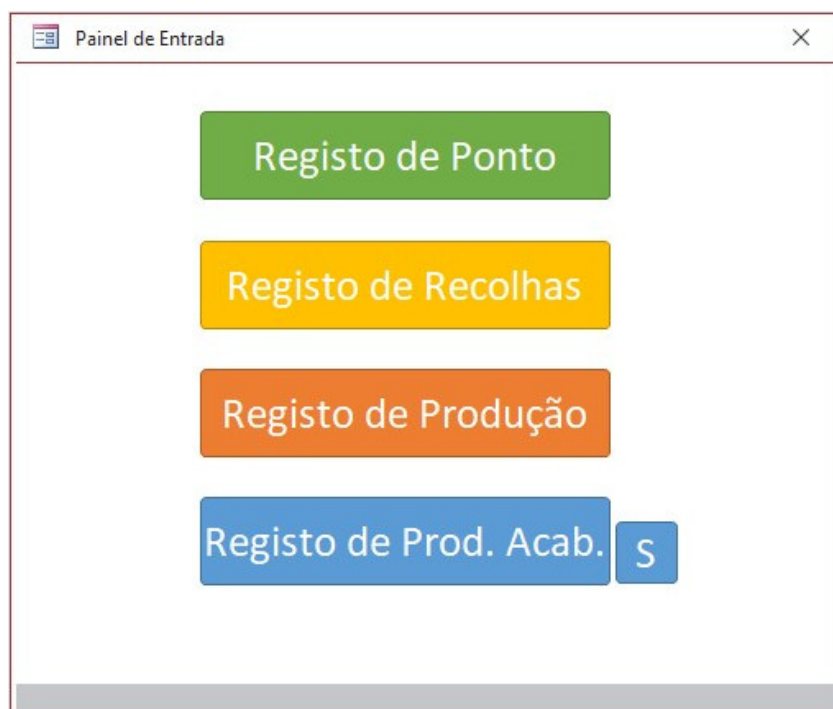 Painel de Entrada
Registo de Ponto
Registo de Recolhas
Registo de Produção
Registo de Prod. Acab.
S